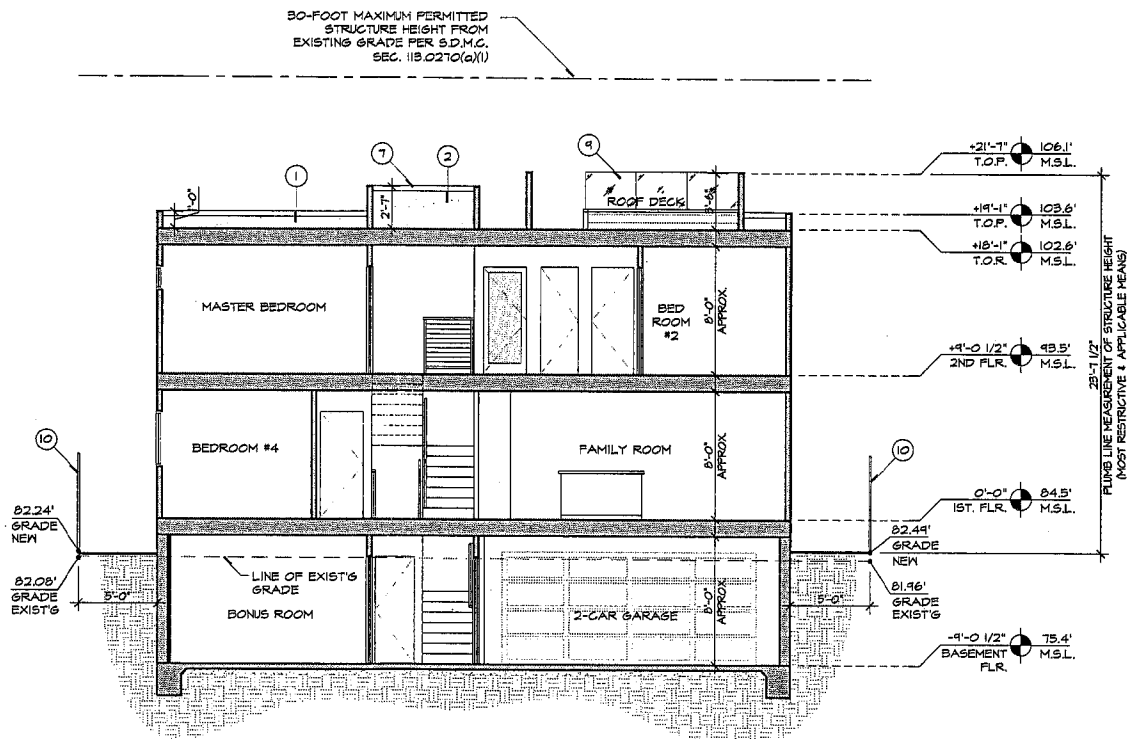 30-FOOT MAXIMUM PERMITTED
STRUCTURE HEIGHT FROM
EXISTING GRADE PER S.D.M.C.
SEC. 113.0270(a)(1)
+21'-7" 106.1'
T.O.P. M.S.L.
7
2
9
1
ROOF DECK
2'-7"
3'-6"
+19'-1" 103.6'
T.O.P. M.S.L.
+18'-1" 102.6'
T.O.R. M.S.L.
MASTER BEDROOM
BED
ROOM
#2
8'-0"
APPROX.
+9'-0 1/2" 93.5'
2ND FLR. M.S.L.
23'-7 1/2"
PLUMB LINE MEASUREMENT OF STRUCTURE HEIGHT
(MOST RESTRICTIVE & APPLICABLE MEANS)
10
BEDROOM #4
FAMILY ROOM
8'-0"
APPROX.
10
0'-0" 84.5'
1ST. FLR. M.S.L.
82.24'
GRADE
NEW
82.49'
GRADE
NEW
82.08'
GRADE
EXIST'G
5'-0"
LINE OF EXIST'G
GRADE
BONUS ROOM
2-CAR GARAGE
8'-0"
APPROX.
5'-0"
81.96'
GRADE
EXIST'G
-9'-0 1/2" 75.4'
BASEMENT M.S.L.
FLR.